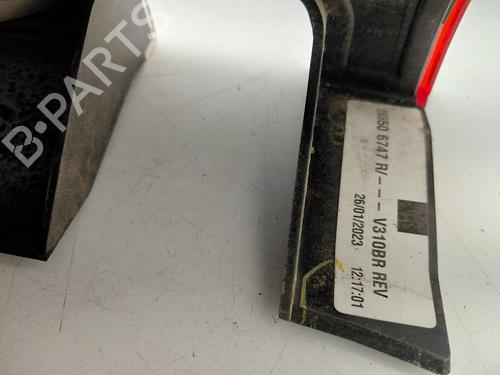 B-PARTS
6747 R/- - - V310BR REV
26/01/2023 12:17:01